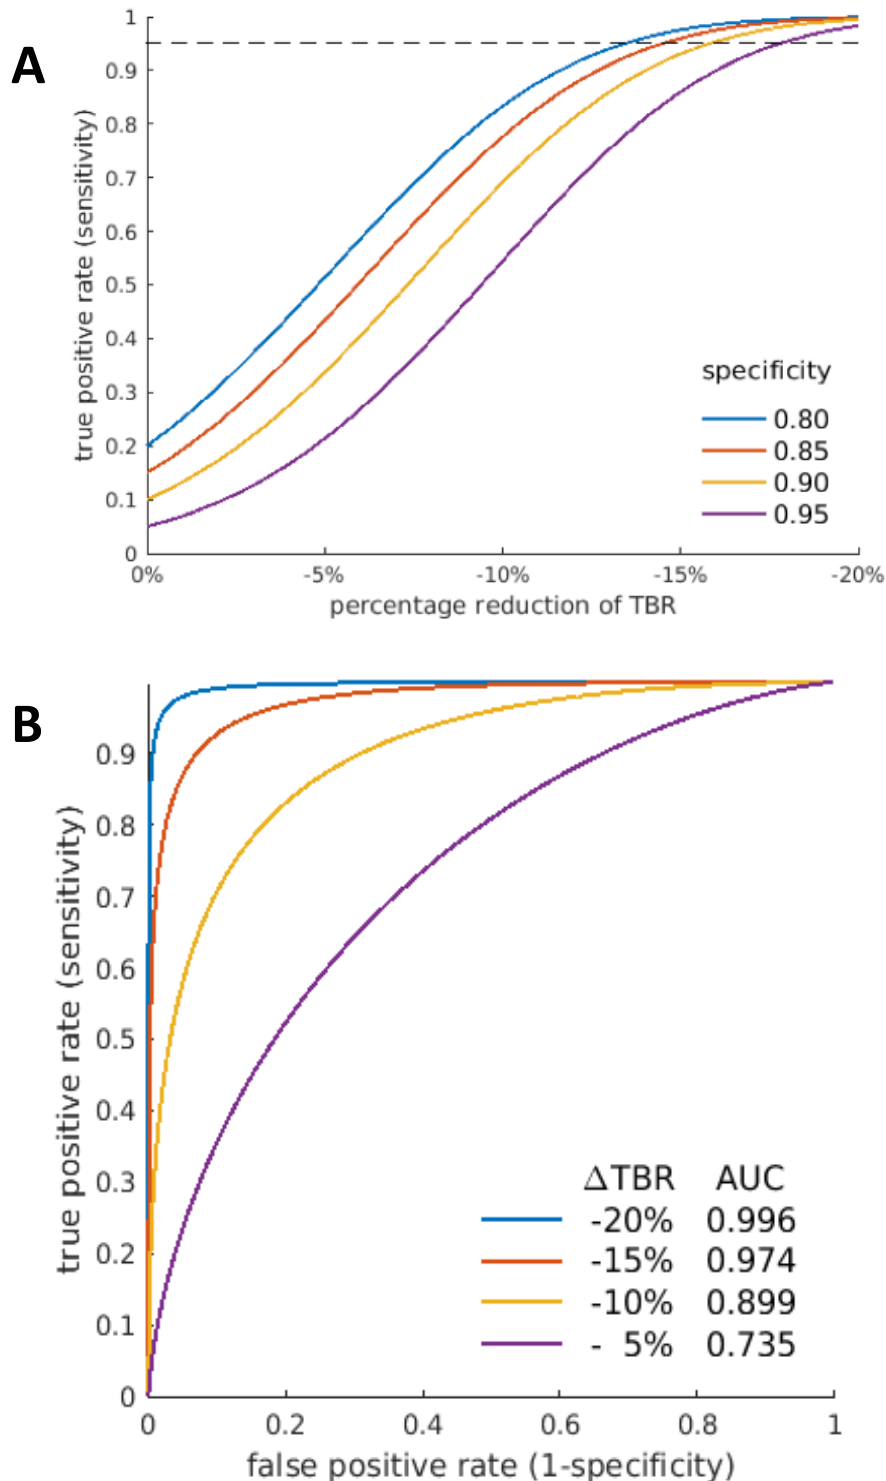 A
true positive rate (sensitivity)
1
0.9
0.8
0.7
0.6
0.5
0.4
0.3
0.2
0.1
0
0% -5% -10% -15% -20%
percentage reduction of TBR
specificity
0.80
0.85
0.90
0.95
B
true positive rate (sensitivity)
0.9
0.8
0.7
0.6
0.5
0.4
0.3
0.2
0.1
0
ΔTBR AUC
-20% 0.996
-15% 0.974
-10% 0.899
- 5% 0.735
0 0.2 0.4 0.6 0.8 1
false positive rate (1-specificity)